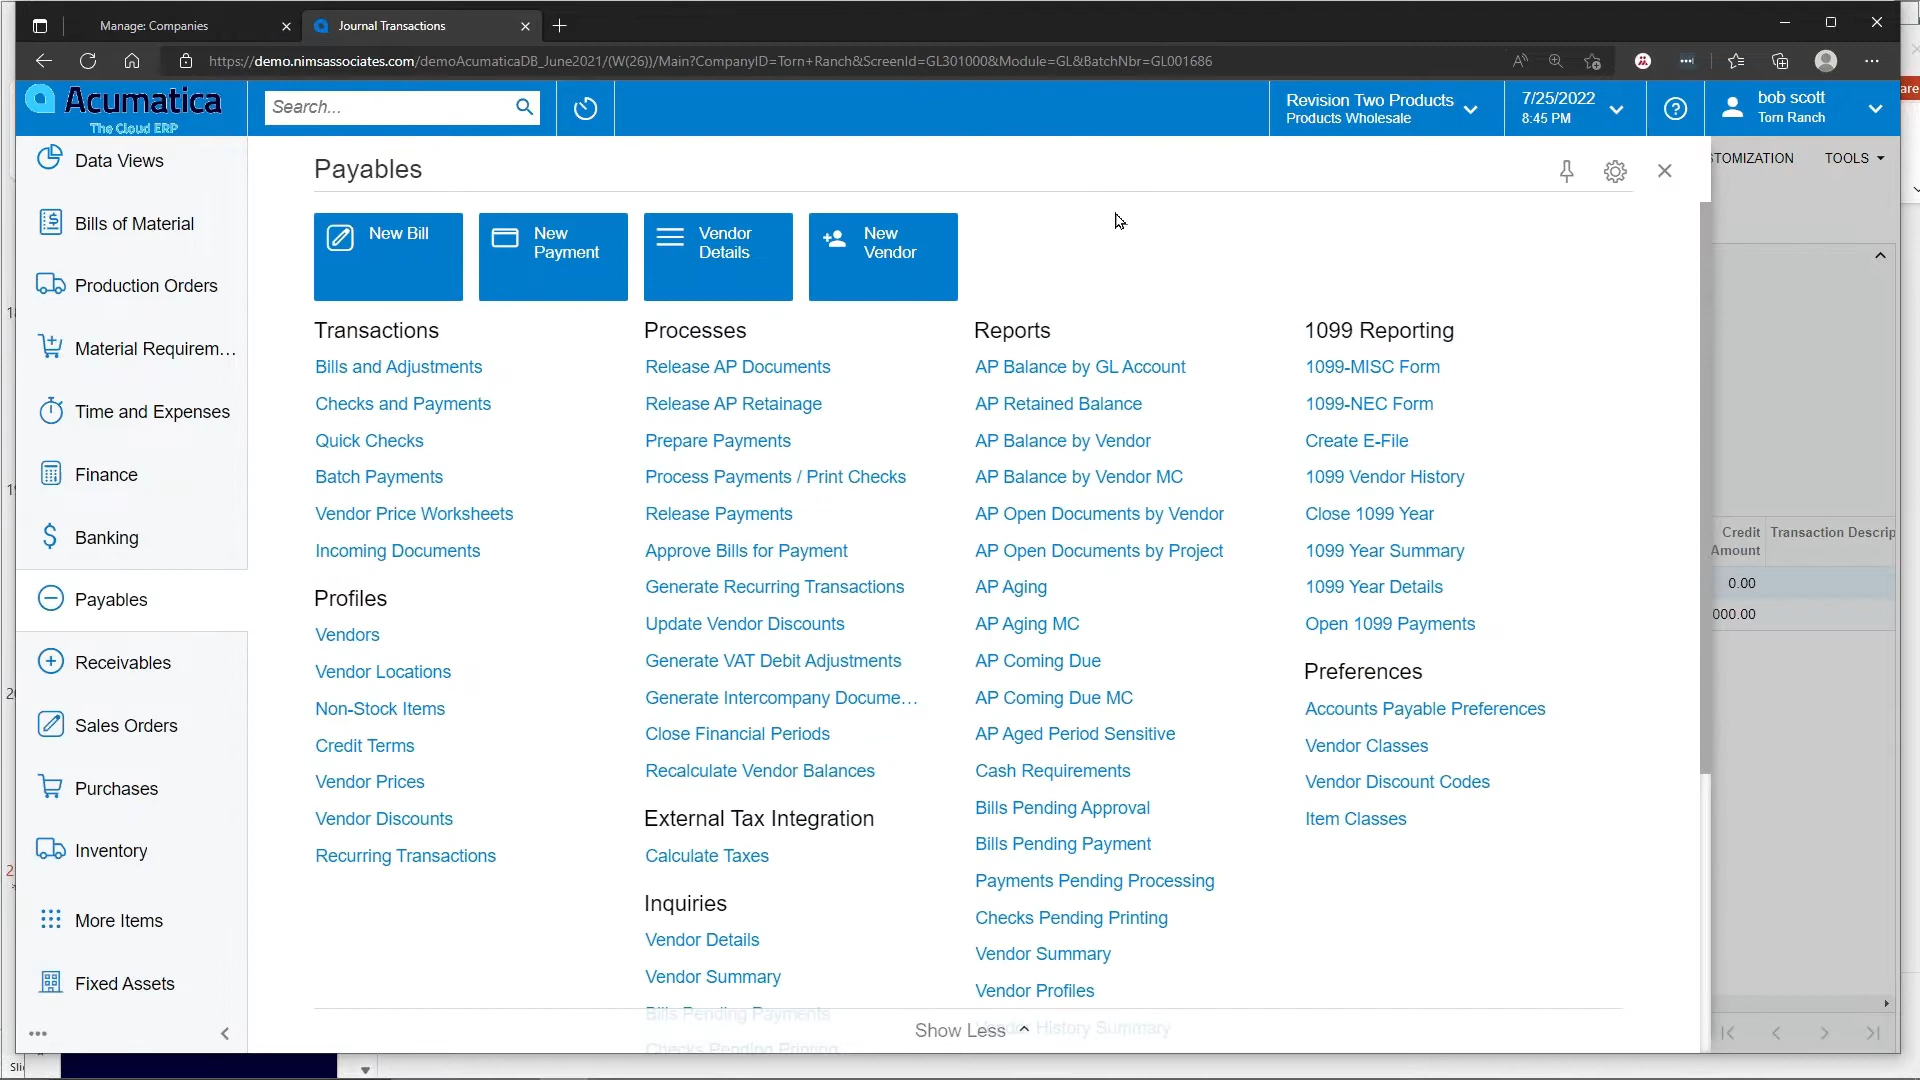 Manage: Companies
Journal Transactions
https://demo.nimsassociates.com/demoAcumaticaDB_June2021/(W(26))/Main?CompanyID=Torn+Ranch&ScreenId=GL301000&Module=GL&BatchNbr=GL001686
Acumatica
The Cloud ERP
Search...
Revision Two Products
Products Wholesale
7/25/2022
8:45 PM
bob scott
Torn Ranch
Data Views
Bills of Material
Production Orders
Material Requirem...
Time and Expenses
Finance
Banking
Payables
Receivables
Sales Orders
Purchases
Inventory
More Items
Fixed Assets
Payables
New Bill
New
Payment
Vendor
Details
New
Vendor
Transactions
Bills and Adjustments
Checks and Payments
Quick Checks
Batch Payments
Vendor Price Worksheets
Incoming Documents
Profiles
Vendors
Vendor Locations
Non-Stock Items
Credit Terms
Vendor Prices
Vendor Discounts
Recurring Transactions
Processes
Release AP Documents
Release AP Retainage
Prepare Payments
Process Payments / Print Checks
Release Payments
Approve Bills for Payment
Generate Recurring Transactions
Update Vendor Discounts
Generate VAT Debit Adjustments
Generate Intercompany Docume...
Close Financial Periods
Recalculate Vendor Balances
External Tax Integration
Calculate Taxes
Inquiries
Vendor Details
Vendor Summary
Bills Pending Payments
Checks Pending Printing
Reports
AP Balance by GL Account
AP Retained Balance
AP Balance by Vendor
AP Balance by Vendor MC
AP Open Documents by Vendor
AP Open Documents by Project
AP Aging
AP Aging MC
AP Coming Due
AP Coming Due MC
AP Aged Period Sensitive
Cash Requirements
Bills Pending Approval
Bills Pending Payment
Payments Pending Processing
Checks Pending Printing
Vendor Summary
Vendor Profiles
History Summary
Show Less
1099 Reporting
1099-MISC Form
1099-NEC Form
Create E-File
1099 Vendor History
Close 1099 Year
1099 Year Summary
1099 Year Details
Open 1099 Payments
Preferences
Accounts Payable Preferences
Vendor Classes
Vendor Discount Codes
Item Classes
STOMIZATION
TOOLS
Credit
Amount
Transaction Descrip
0.00
000.00
Sli